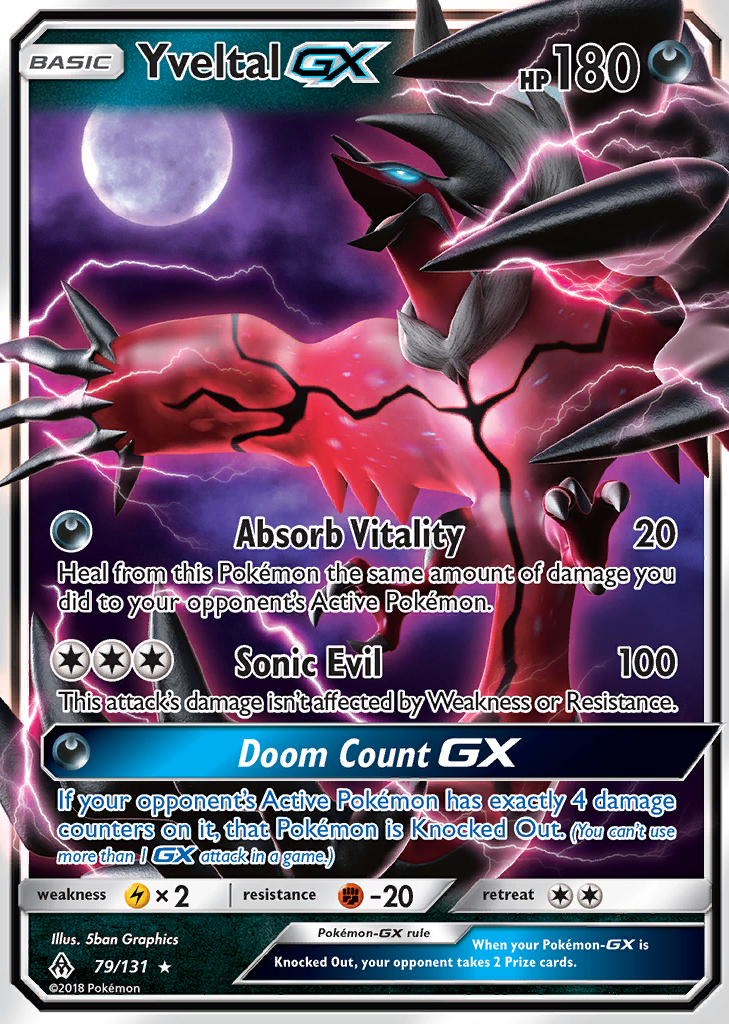 BASIC Yveltal GX HP 180
Absorb Vitality 20
Heal from this Pokémon the same amount of damage you
did to your opponent's Active Pokémon.
Sonic Evil 100
This attack's damage isn't affected by Weakness or Resistance.
Doom Count GX
If your opponent's Active Pokémon has exactly 4 damage
counters on it, that Pokémon is Knocked Out. (You can't use
more than 1 GX attack in a game.)
weakness × 2 resistance -20 retreat
Illus. 5ban Graphics
79/131
©2018 Pokémon
Pokémon-GX rule
When your Pokémon-GX is
Knocked Out, your opponent takes 2 Prize cards.